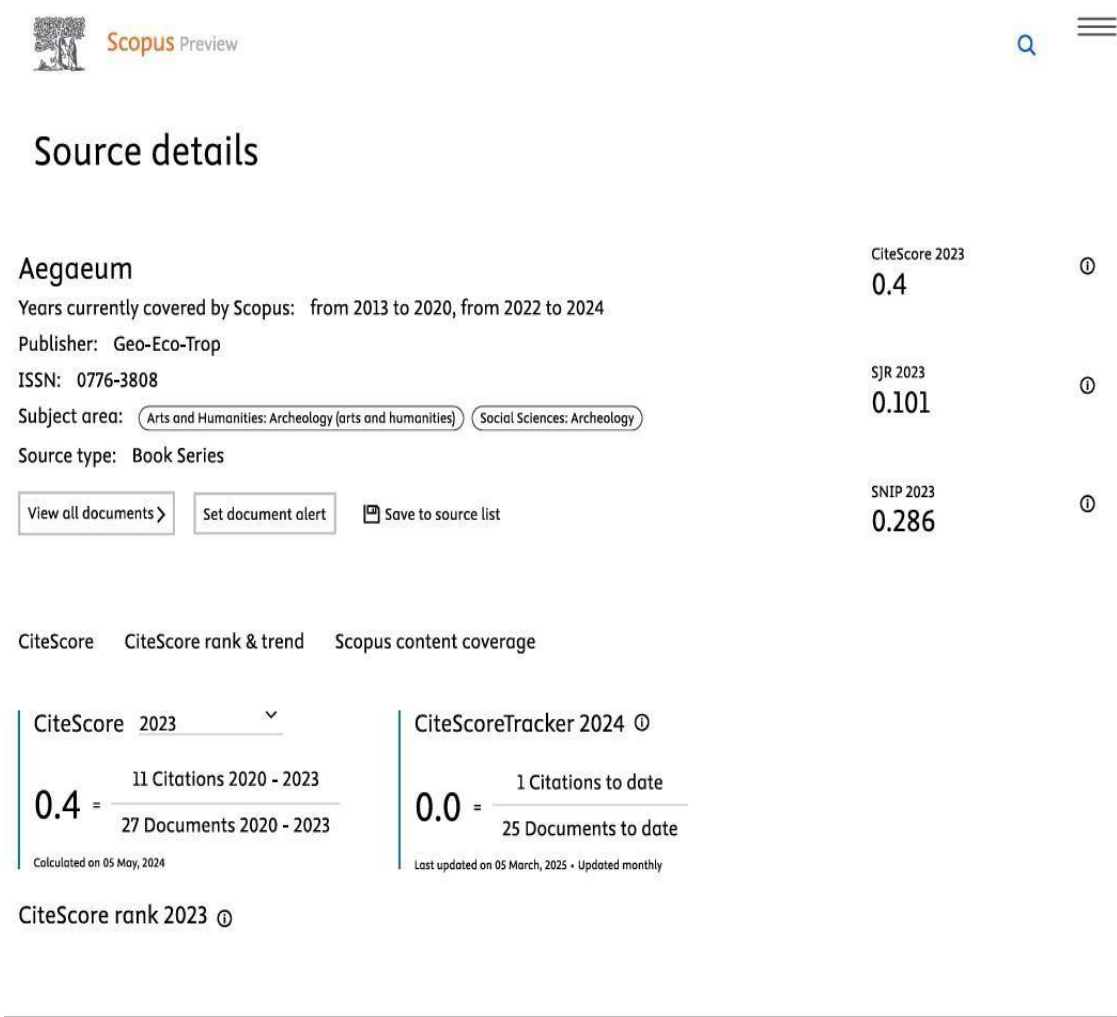 Scopus Preview
Source details
Aegaeum
Years currently covered by Scopus: from 2013 to 2020, from 2022 to 2024
Publisher: Geo-Eco-Trop
ISSN: 0776-3808
Subject area: Arts and Humanities: Archeology (arts and humanities) Social Sciences: Archeology
Source type: Book Series
View all documents > Set document alert Save to source list
CiteScore 2023
0.4
SJR 2023
0.101
SNIP 2023
0.286
CiteScore CiteScore rank & trend Scopus content coverage
CiteScore 2023
0.4 =
11 Citations 2020 - 2023
27 Documents 2020 - 2023
Calculated on 05 May, 2024
CiteScoreTracker 2024
0.0 =
1 Citations to date
25 Documents to date
Last updated on 05 March, 2025 • Updated monthly
CiteScore rank 2023